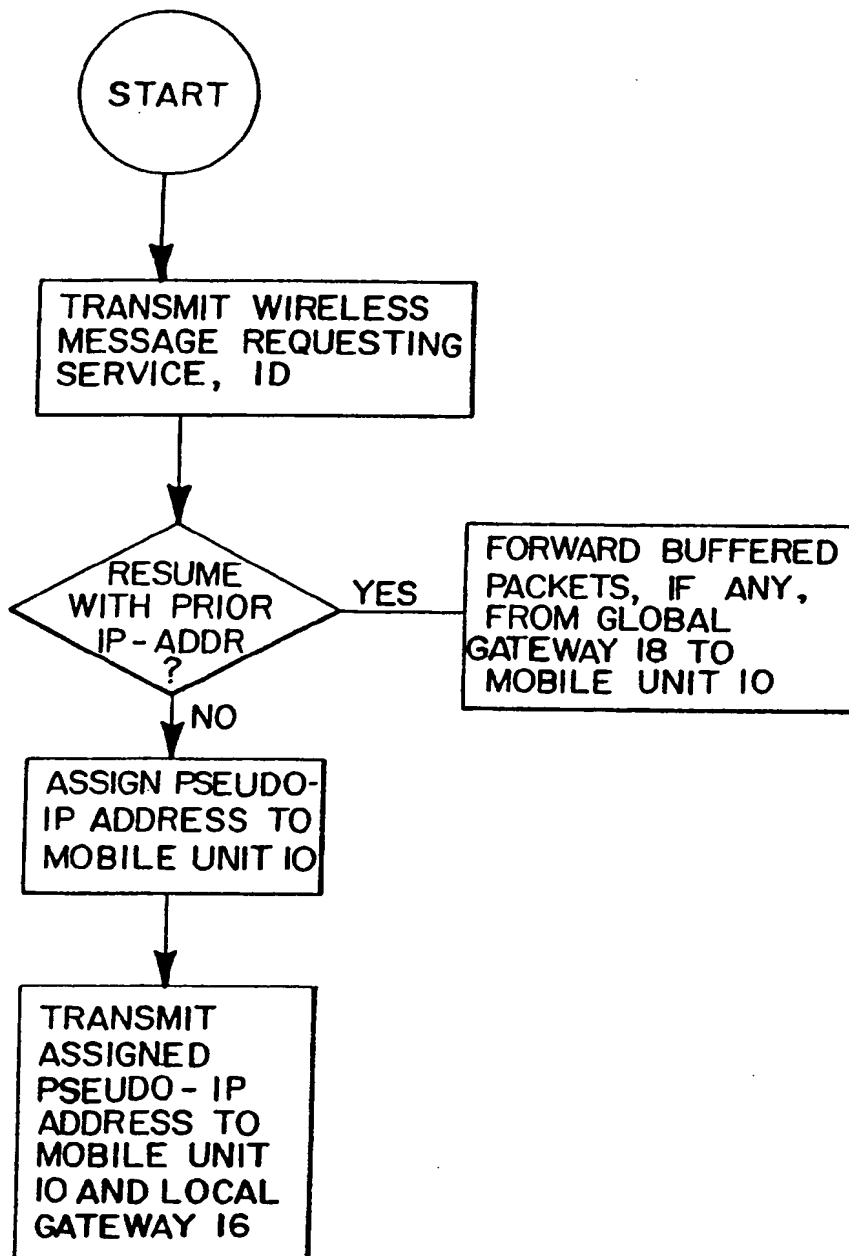 START
TRANSMIT WIRELESS
MESSAGE REQUESTING
SERVICE, ID
RESUME
WITH PRIOR
IP-ADDR
?
YES
FORWARD BUFFERED
PACKETS, IF ANY,
FROM GLOBAL
GATEWAY 18 TO
MOBILE UNIT 10
NO
ASSIGN PSEUDO-
IP ADDRESS TO
MOBILE UNIT 10
TRANSMIT
ASSIGNED
PSEUDO-IP
ADDRESS TO
MOBILE UNIT
10 AND LOCAL
GATEWAY 16